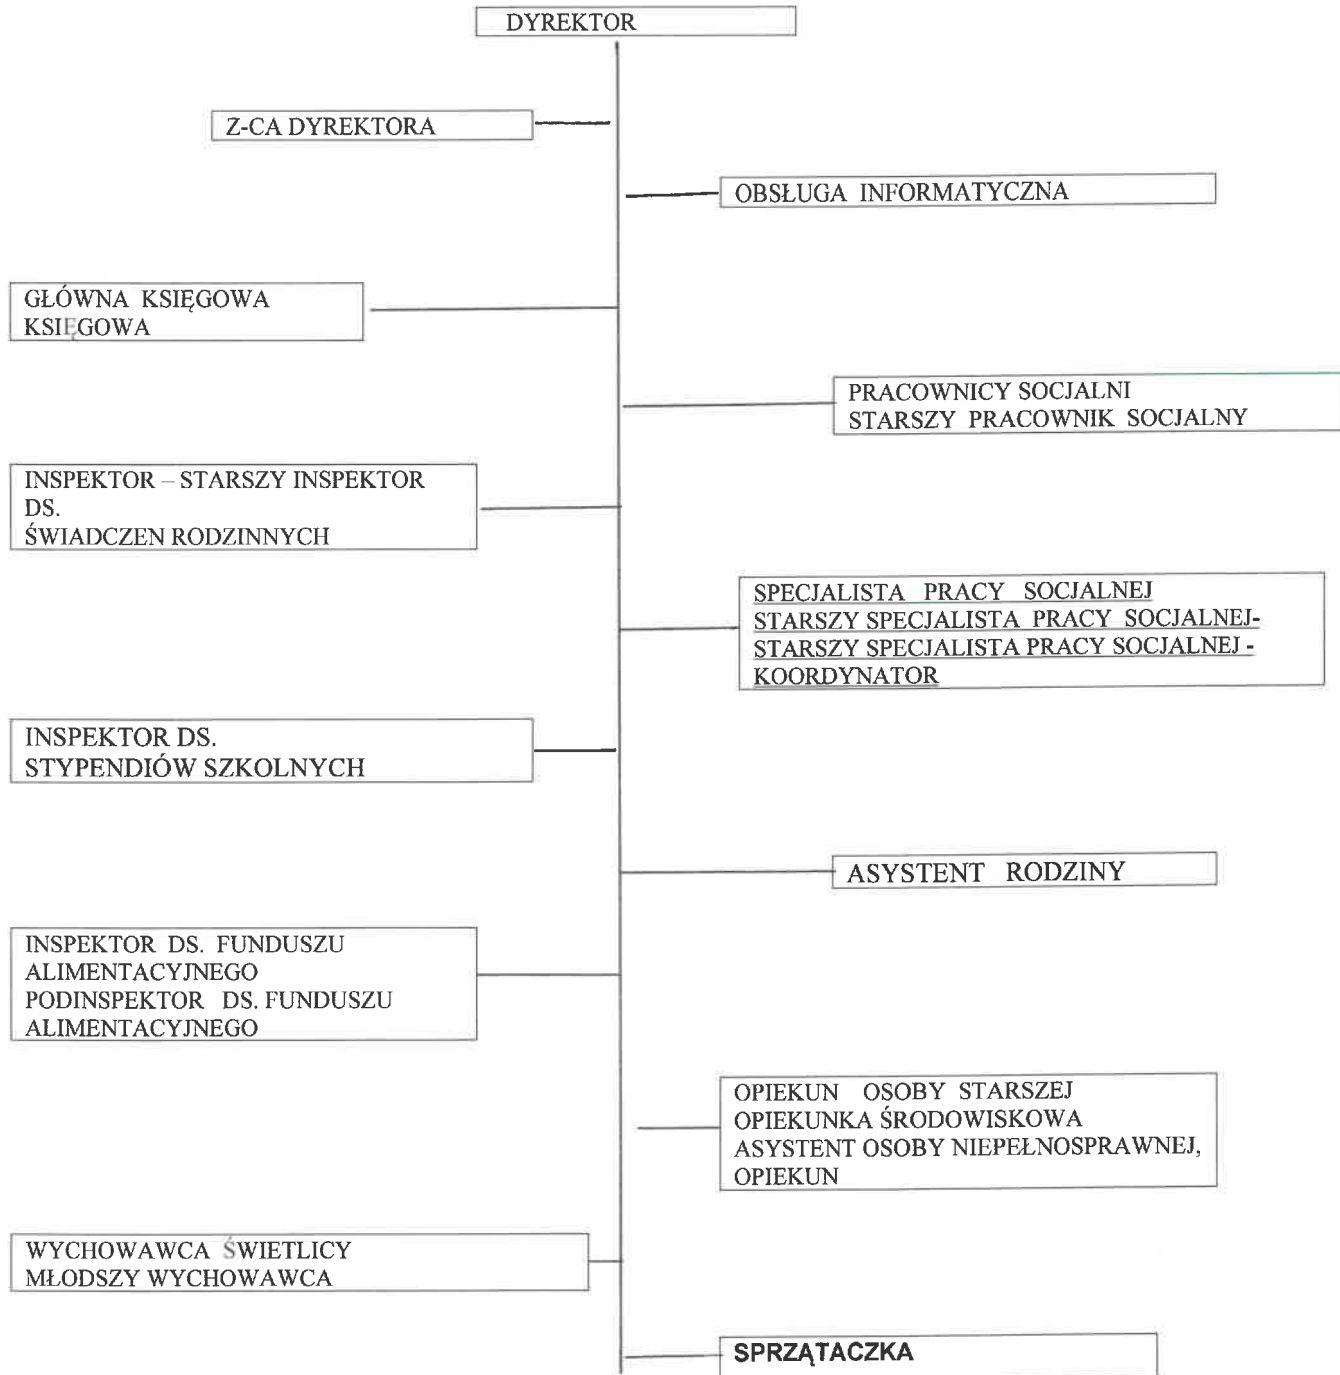 DYREKTOR
Z-CA DYREKTORA
OBSŁUGA INFORMATYCZNA
GŁÓWNA KSIĘGOWA
KSIĘGOWA
PRACOWNICY SOCJALNI
STARSZY PRACOWNIK SOCJALNY
INSPEKTOR – STARSZY INSPEKTOR
DS.
ŚWIADCZEN RODZINNYCH
SPECJALISTA PRACY SOCJALNEJ
STARSZY SPECJALISTA PRACY SOCJALNEJ-
STARSZY SPECJALISTA PRACY SOCJALNEJ -
KOORDYNATOR
INSPEKTOR DS.
STYPENDIÓW SZKOLNYCH
ASYSTENT RODZINY
INSPEKTOR DS. FUNDUSZU
ALIMENTACYJNEGO
PODINSPEKTOR DS. FUNDUSZU
ALIMENTACYJNEGO
OPIEKUN OSOBY STARSZEJ
OPIEKUNKA ŚRODOWISKOWA
ASYSTENT OSOBY NIEPEŁNOSPRAWNEJ,
OPIEKUN
WYCHOWAWCA ŚWIETLICY
MŁODSZY WYCHOWAWCA
SPRZĄTACZKA